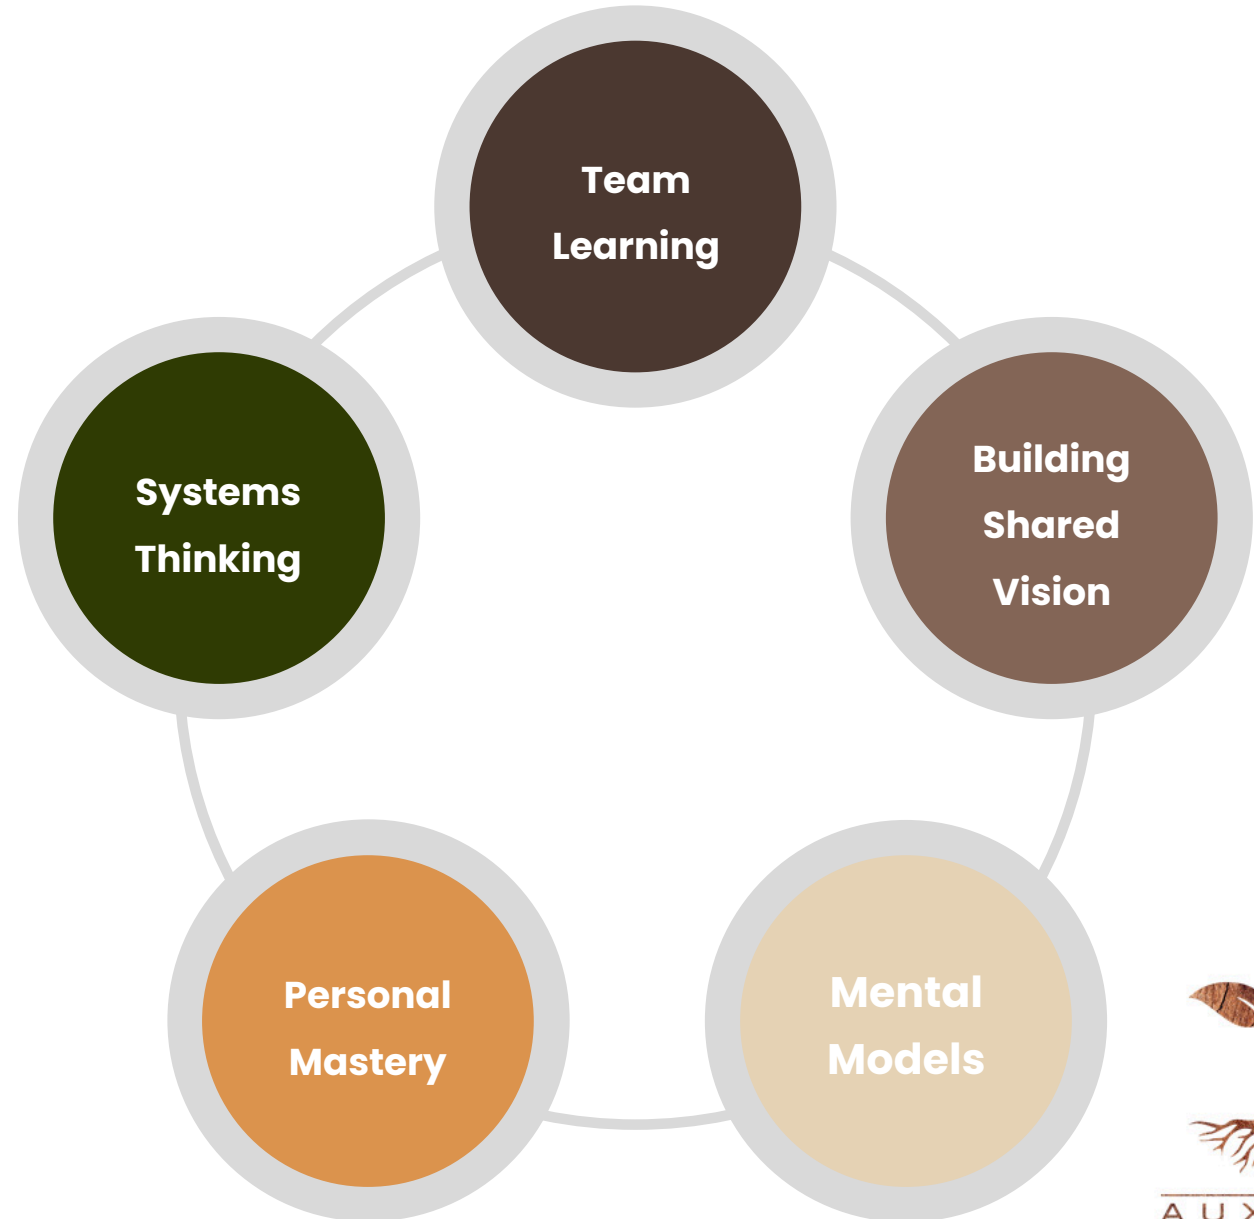 Team
Learning
Building
Shared
Vision
Systems
Thinking
Personal
Mastery
Mental
Models